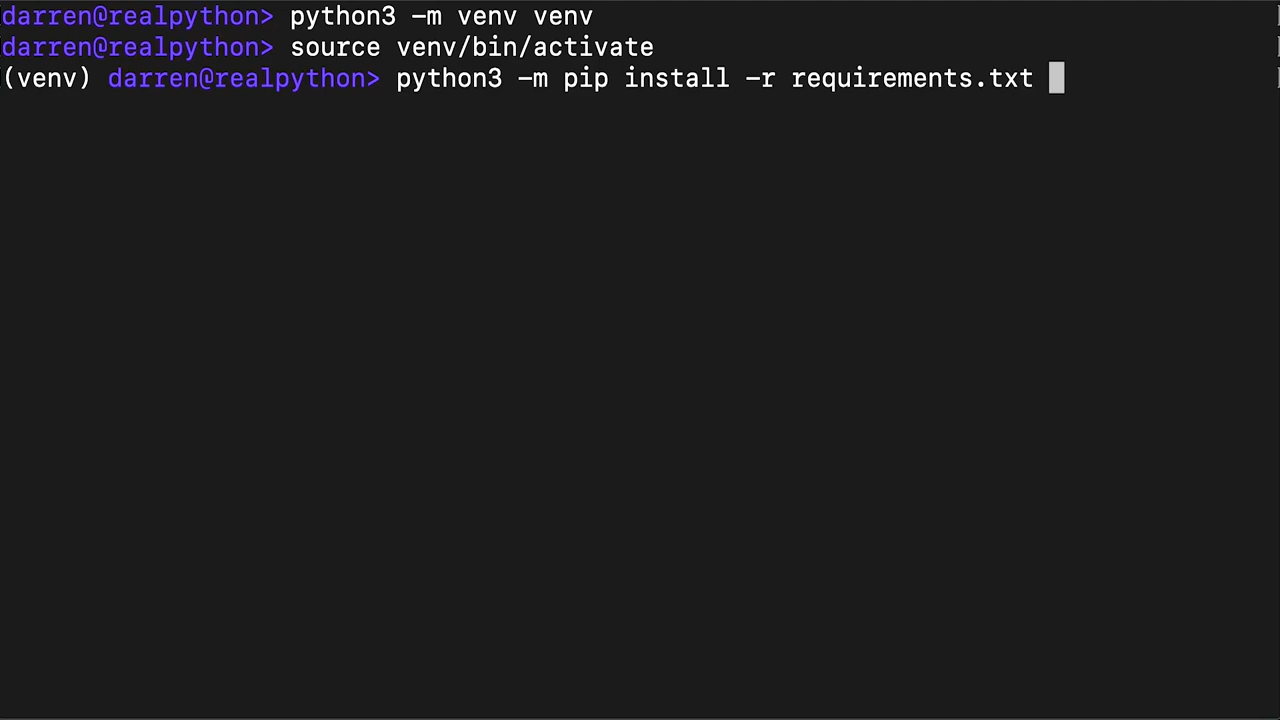 darren@realpython> python3 -m venv venv
darren@realpython> source venv/bin/activate
(venv) darren@realpython> python3 -m pip install -r requirements.txt